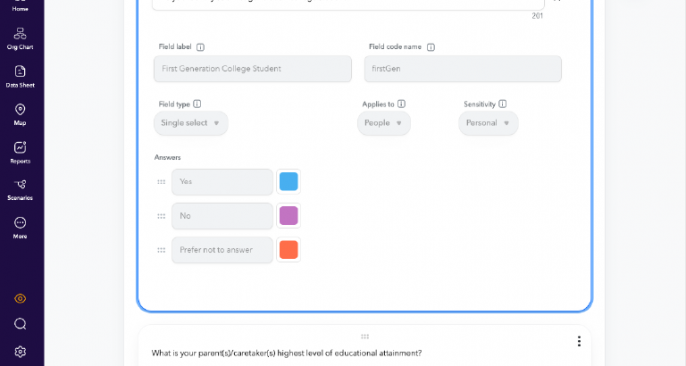 Home
Org Chart
Data Sheet
Map
Reports
Scenarios
More
201
Field label
Field code name
First Generation College Student
firstGen
Field type
Applies to
Sensitivity
Single select
People
Personal
Answers
Yes
No
Prefer not to answer
What is your parent(s)/caretaker(s) highest level of educational attainment?